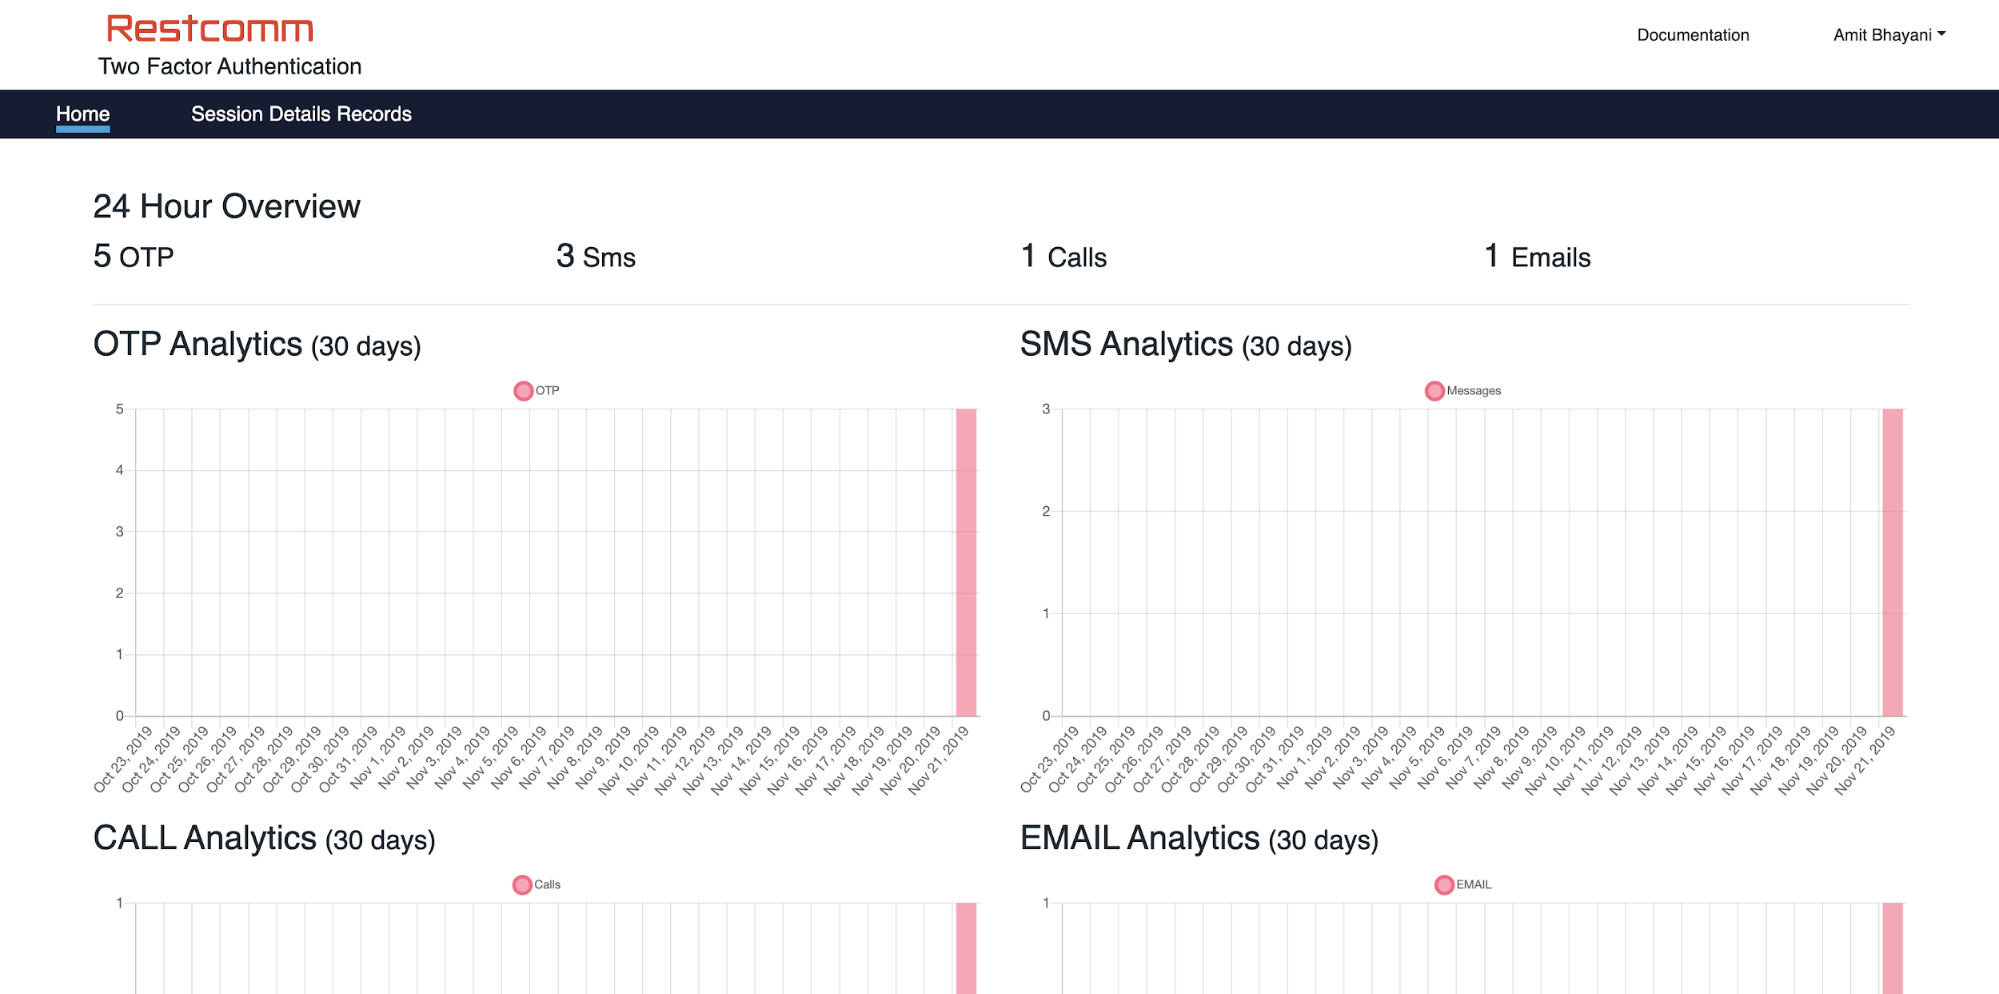 Restcomm
Two Factor Authentication
Documentation
Amit Bhayani
Home
Session Details Records
24 Hour Overview
5 OTP
3 Sms
1 Calls
1 Emails
OTP Analytics (30 days)
OTP
5
4
3
2
1
0
Oct 23, 2019
Oct 24, 2019
Oct 25, 2019
Oct 26, 2019
Oct 27, 2019
Oct 28, 2019
Oct 29, 2019
Oct 30, 2019
Oct 31, 2019
Nov 1, 2019
Nov 2, 2019
Nov 3, 2019
Nov 4, 2019
Nov 5, 2019
Nov 6, 2019
Nov 7, 2019
Nov 8, 2019
Nov 9, 2019
Nov 10, 2019
Nov 11, 2019
Nov 12, 2019
Nov 13, 2019
Nov 14, 2019
Nov 15, 2019
Nov 16, 2019
Nov 17, 2019
Nov 18, 2019
Nov 19, 2019
Nov 20, 2019
Nov 21, 2019
SMS Analytics (30 days)
Messages
3
2
1
0
Oct 23, 2019
Oct 24, 2019
Oct 25, 2019
Oct 26, 2019
Oct 27, 2019
Oct 28, 2019
Oct 29, 2019
Oct 30, 2019
Oct 31, 2019
Nov 1, 2019
Nov 2, 2019
Nov 3, 2019
Nov 4, 2019
Nov 5, 2019
Nov 6, 2019
Nov 7, 2019
Nov 8, 2019
Nov 9, 2019
Nov 10, 2019
Nov 11, 2019
Nov 12, 2019
Nov 13, 2019
Nov 14, 2019
Nov 15, 2019
Nov 16, 2019
Nov 17, 2019
Nov 18, 2019
Nov 19, 2019
Nov 20, 2019
Nov 21, 2019
CALL Analytics (30 days)
Calls
1
EMAIL Analytics (30 days)
EMAIL
1